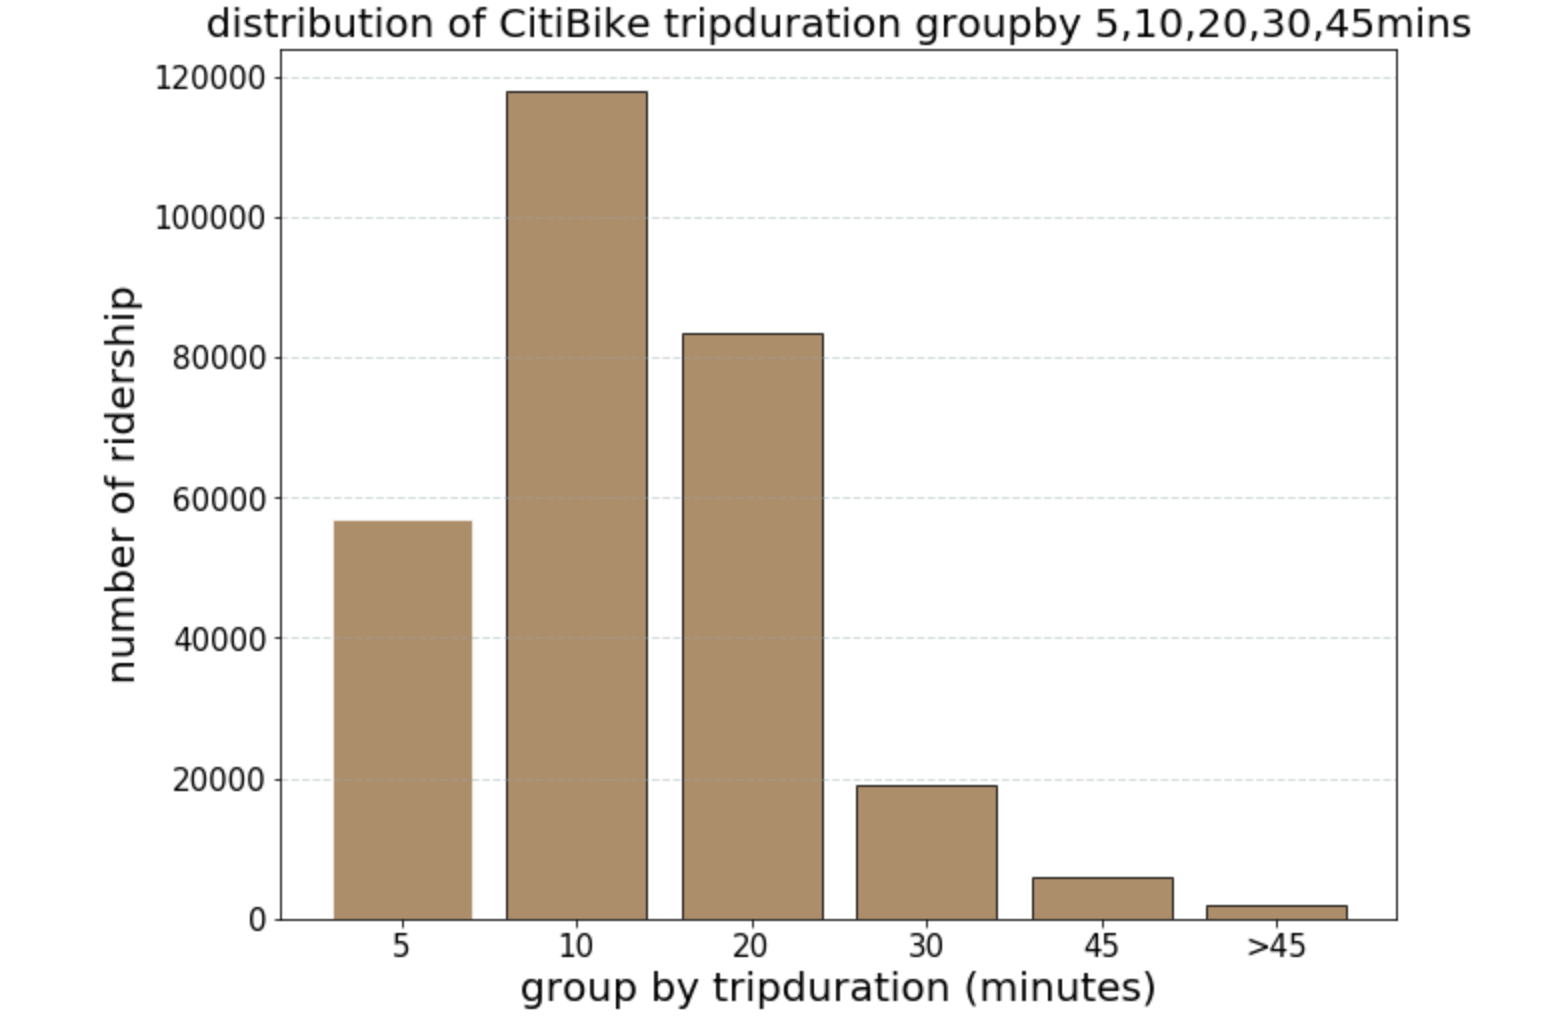 distribution of CitiBike tripduration groupby 5,10,20,30,45mins
120000
100000
80000
60000
40000
20000
0
number of ridership
5 10 20 30 45 >45
group by tripduration (minutes)